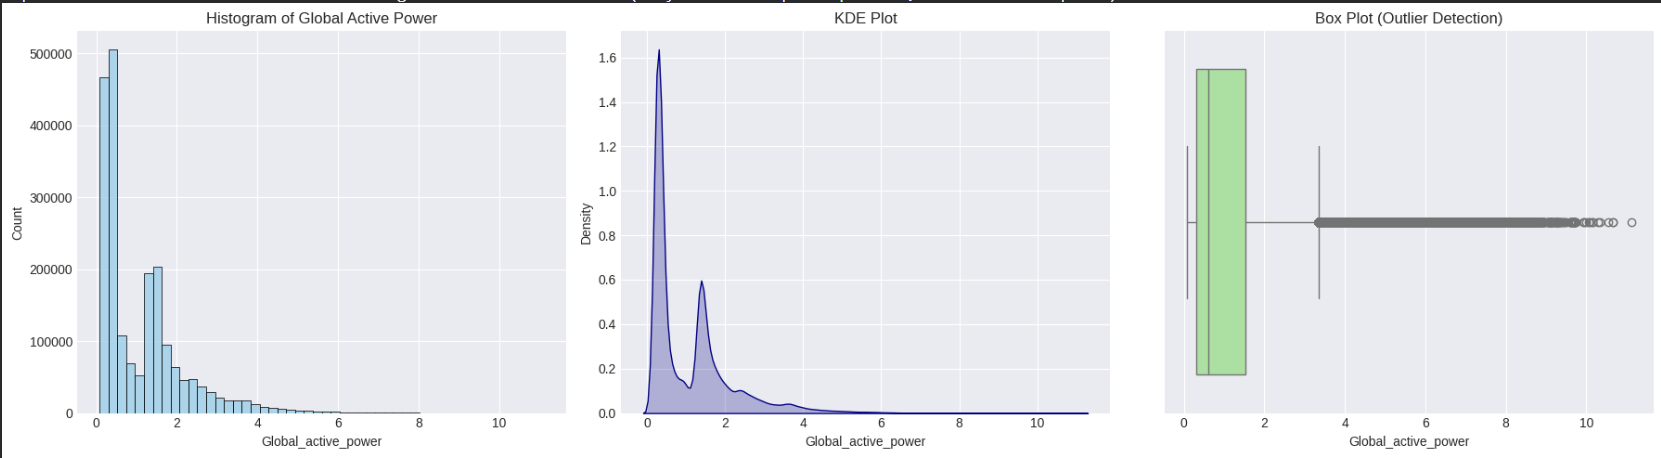 Histogram of Global Active Power
500000
400000
300000
200000
100000
0
Count
0 2 4 6 8 10
Global_active_power
KDE Plot
1.6
1.4
1.2
1.0
0.8
0.6
0.4
0.2
0.0
Density
0 2 4 6 8 10
Global_active_power
Box Plot (Outlier Detection)
0 2 4 6 8 10
Global_active_power